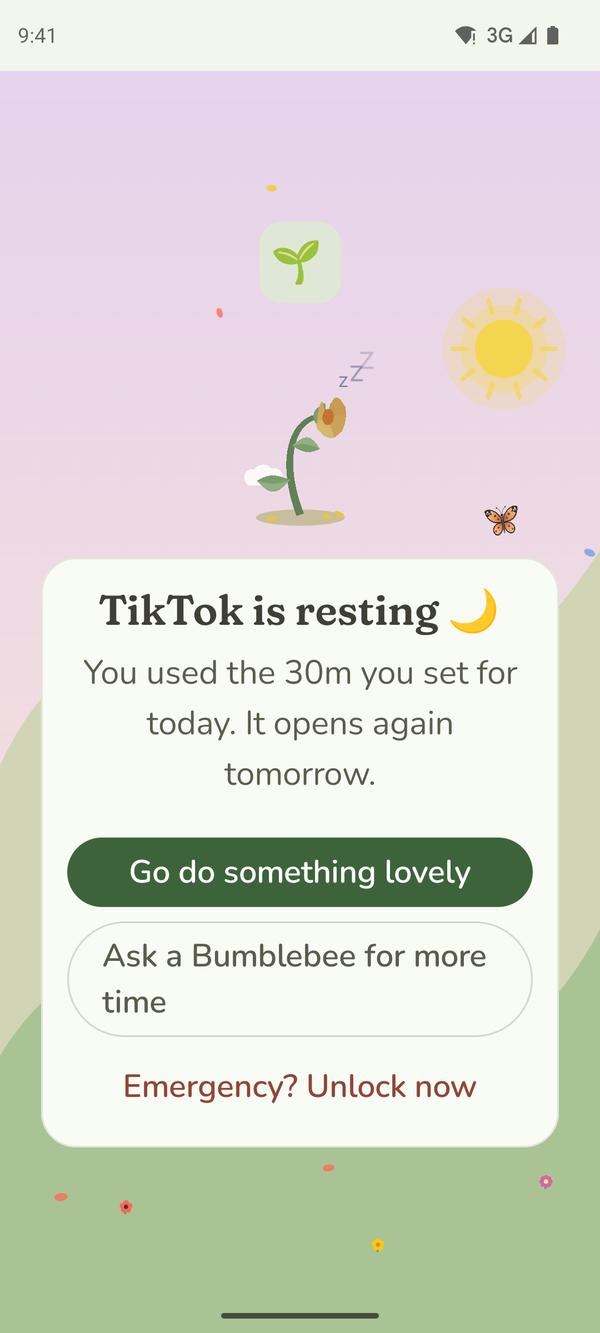 9:41
3G
zZZ
TikTok is resting 🌙
You used the 30m you set for
today. It opens again
tomorrow.
Go do something lovely
Ask a Bumblebee for more
time
Emergency? Unlock now